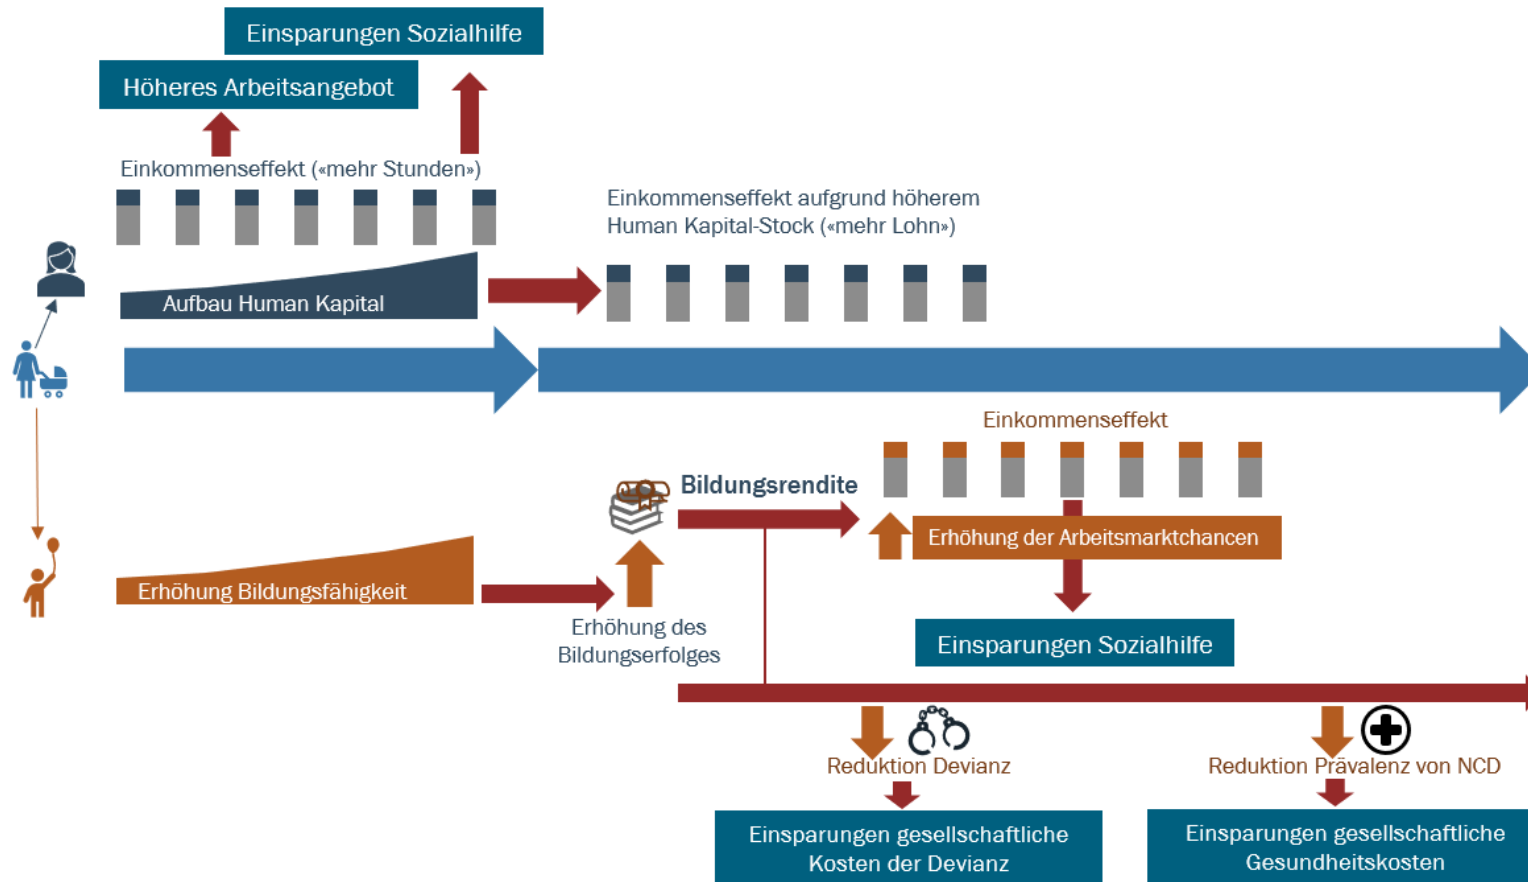 Einsparungen Sozialhilfe
Höheres Arbeitsangebot
Einkommenseffekt («mehr Stunden»)
Einkommenseffekt aufgrund höherem
Human Kapital-Stock («mehr Lohn»)
Aufbau Human Kapital
Einkommenseffekt
Bildungsrendite
Erhöhung der Arbeitsmarktchancen
Erhöhung Bildungsfähigkeit
Erhöhung des
Bildungserfolges
Einsparungen Sozialhilfe
Reduktion Devianz
Reduktion Prävalenz von NCD
Einsparungen gesellschaftliche
Kosten der Devianz
Einsparungen gesellschaftliche
Gesundheitskosten